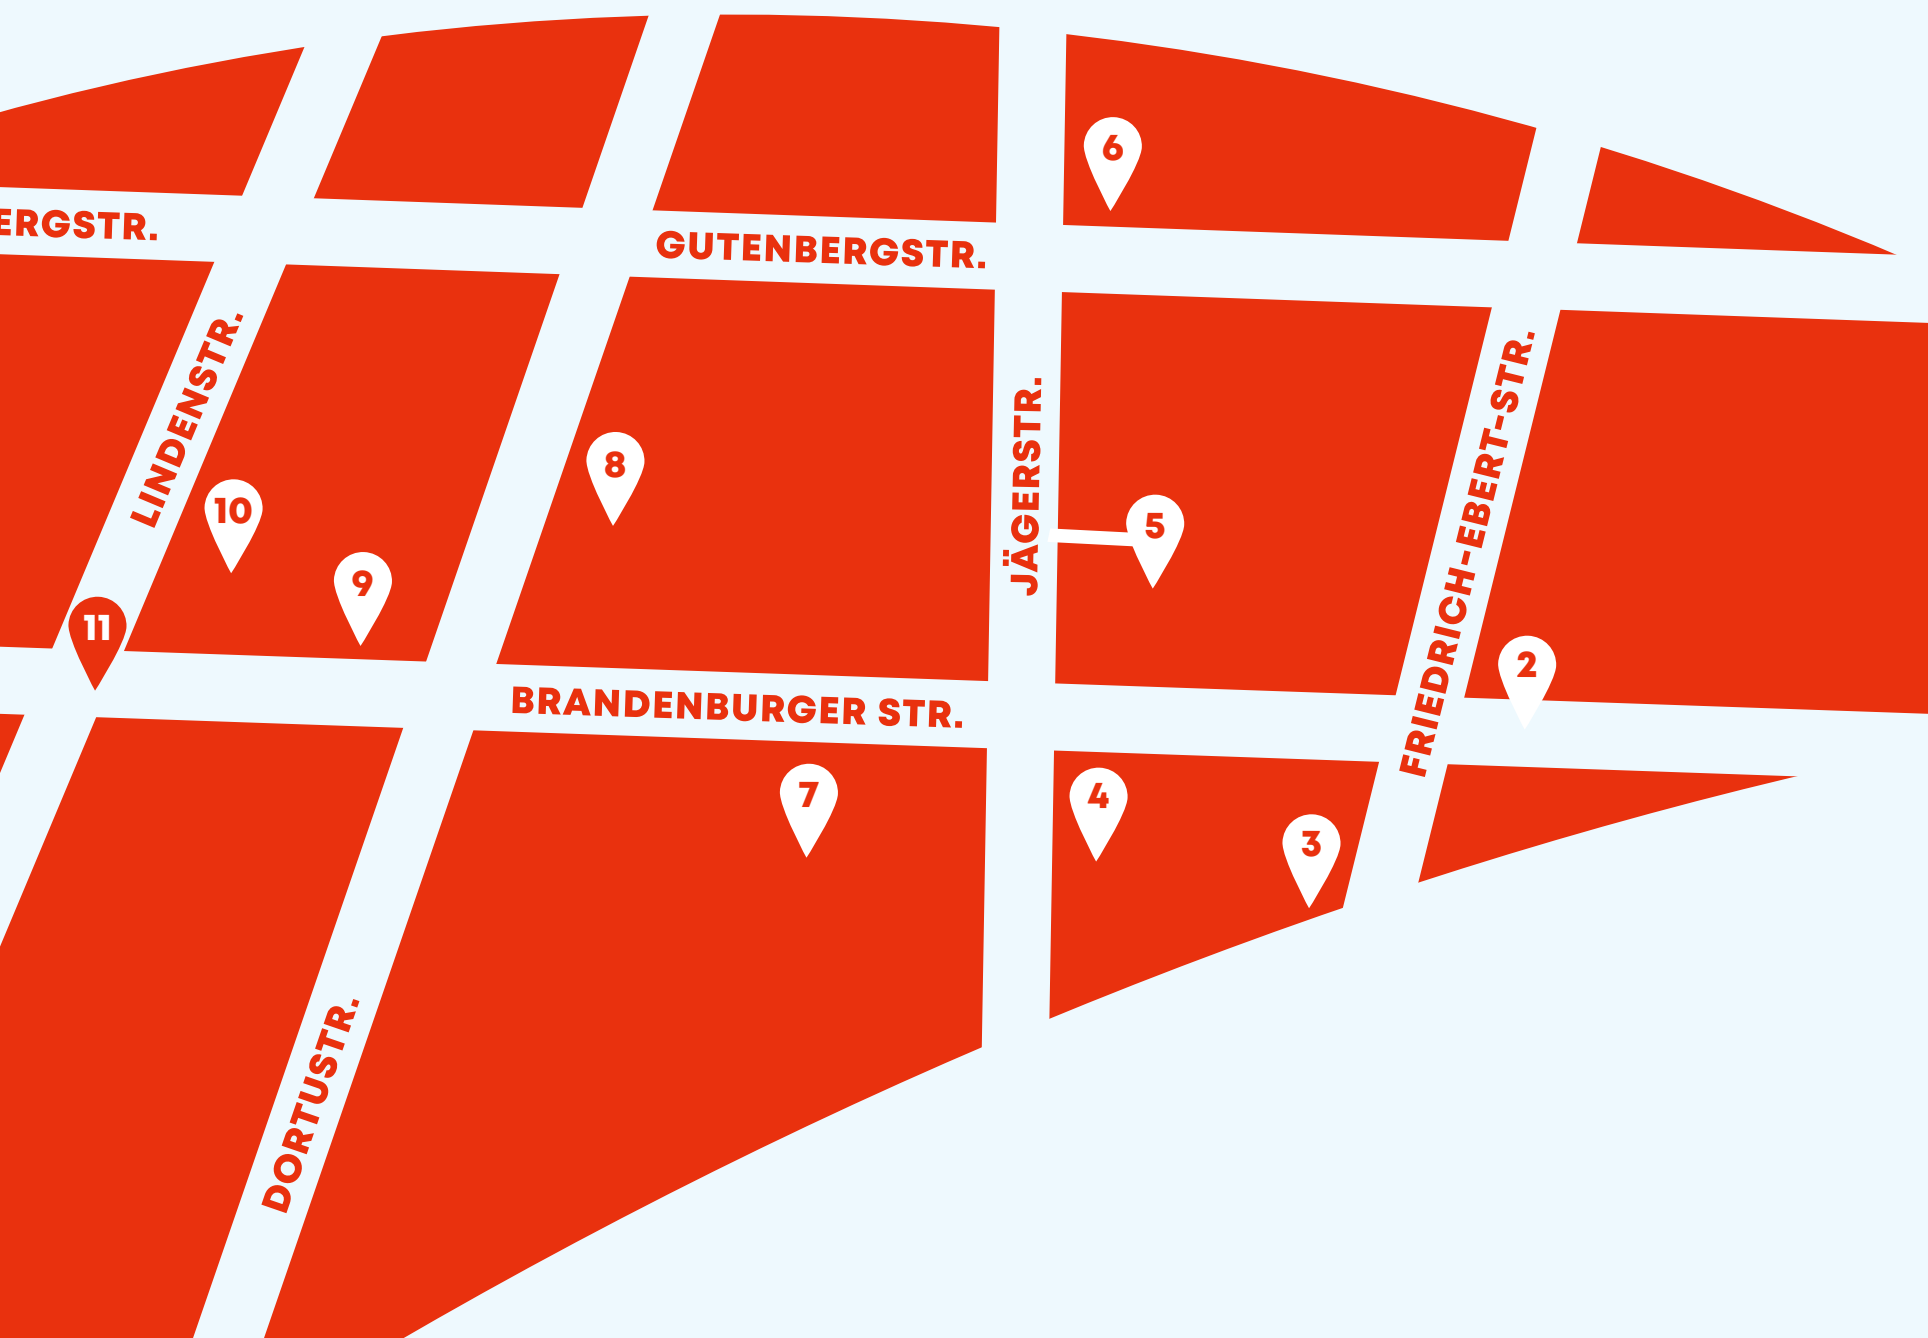 6
ERGSTR.
GUTENBERGSTR.
LINDENSTR.
JÄGERSTR.
FRIEDRICH-EBERT-STR.
8
10
5
9
11
2
BRANDENBURGER STR.
7
4
3
DORTUSTR.